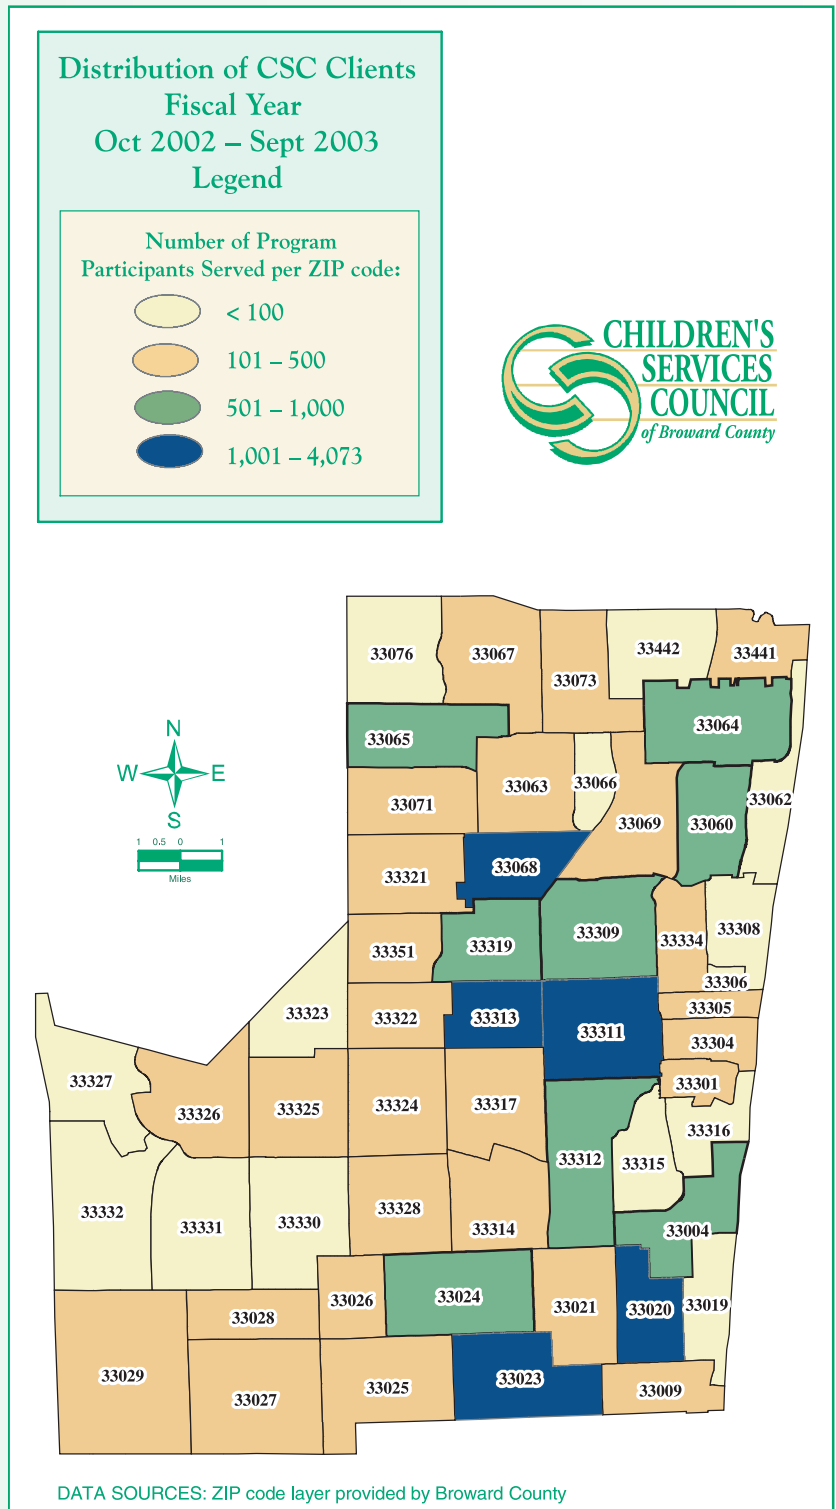 Distribution of CSC Clients
Fiscal Year
Oct 2002 – Sept 2003
Legend
Number of Program
Participants Served per ZIP code:
< 100
101 – 500
501 – 1,000
1,001 – 4,073
CHILDREN'S
SERVICES
COUNCIL
of Broward County
N
W E
S
1 0.5 0 1
Miles
33076
33067
33073
33442
33441
33065
33064
33071
33063
33066
33069
33060
33062
33321
33068
33351
33319
33309
33334
33308
33306
33323
33322
33313
33311
33305
33304
33327
33326
33325
33324
33317
33301
33316
33312
33315
33332
33331
33330
33328
33314
33004
33026
33024
33021
33020
33019
33028
33029
33027
33025
33023
33009
DATA SOURCES: ZIP code layer provided by Broward County